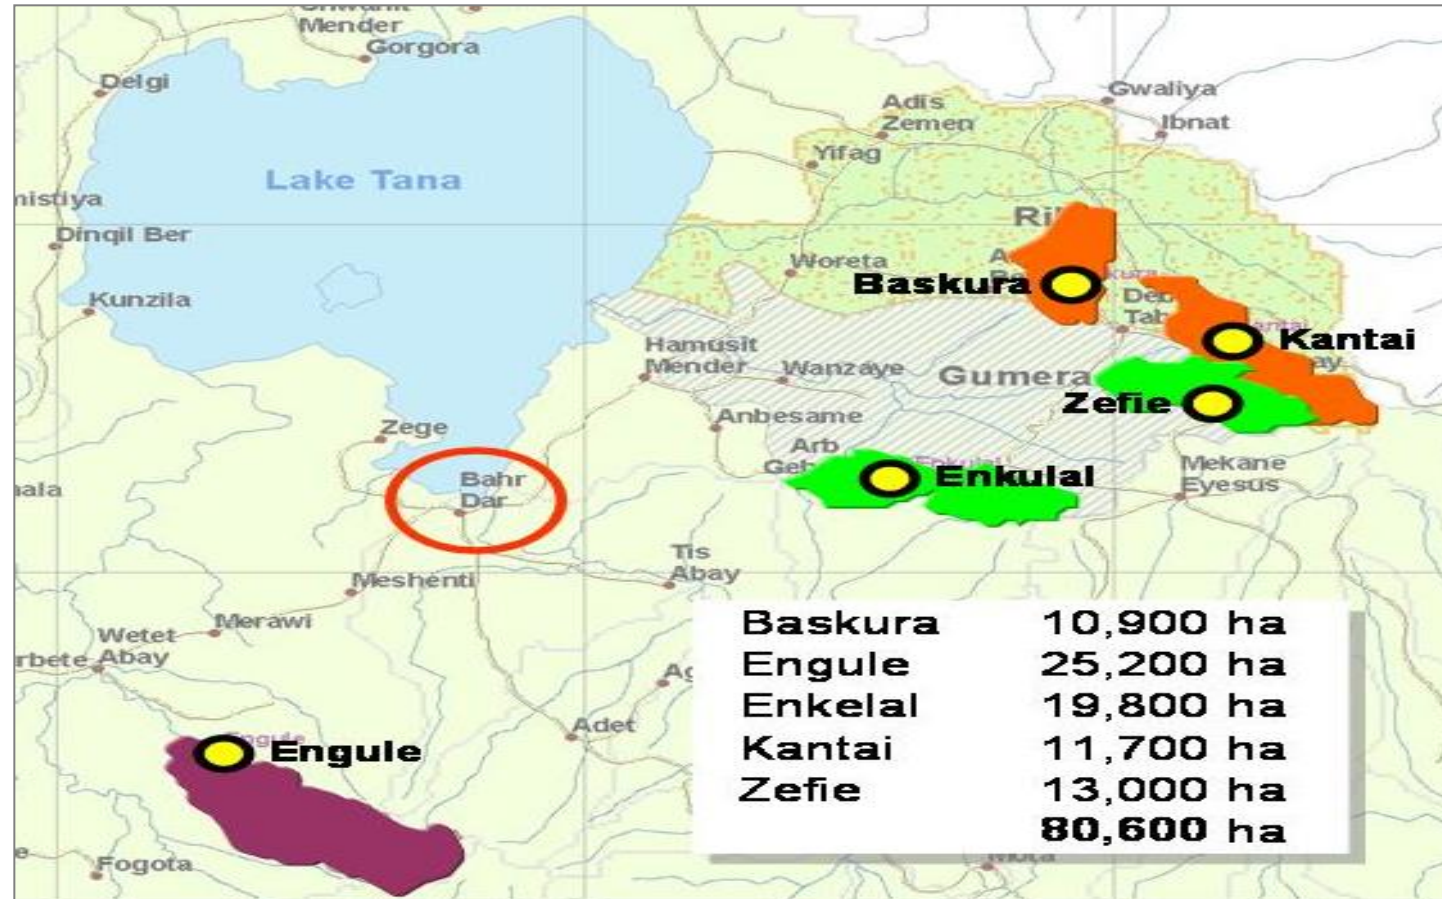 Mender
Gorgora
Delgi
Gwaliya
Adis
Zemen
Ibnat
Yifag
Lake Tana
Dinqil Ber
Woreta
Baskura
Kunzila
Kantai
Hamusit
Mender
Wanzaye
Gumera
Zefie
Anbesame
Zege
Arb
Enkulal
Mekane
Eyesus
Bahr
Dar
Tis
Abay
Meshenti
Merawi
Wetet
Abay
Adet
Engule
Fogota
Baskura 10,900 ha
Engule 25,200 ha
Enkelal 19,800 ha
Kantai 11,700 ha
Zefie 13,000 ha
80,600 ha